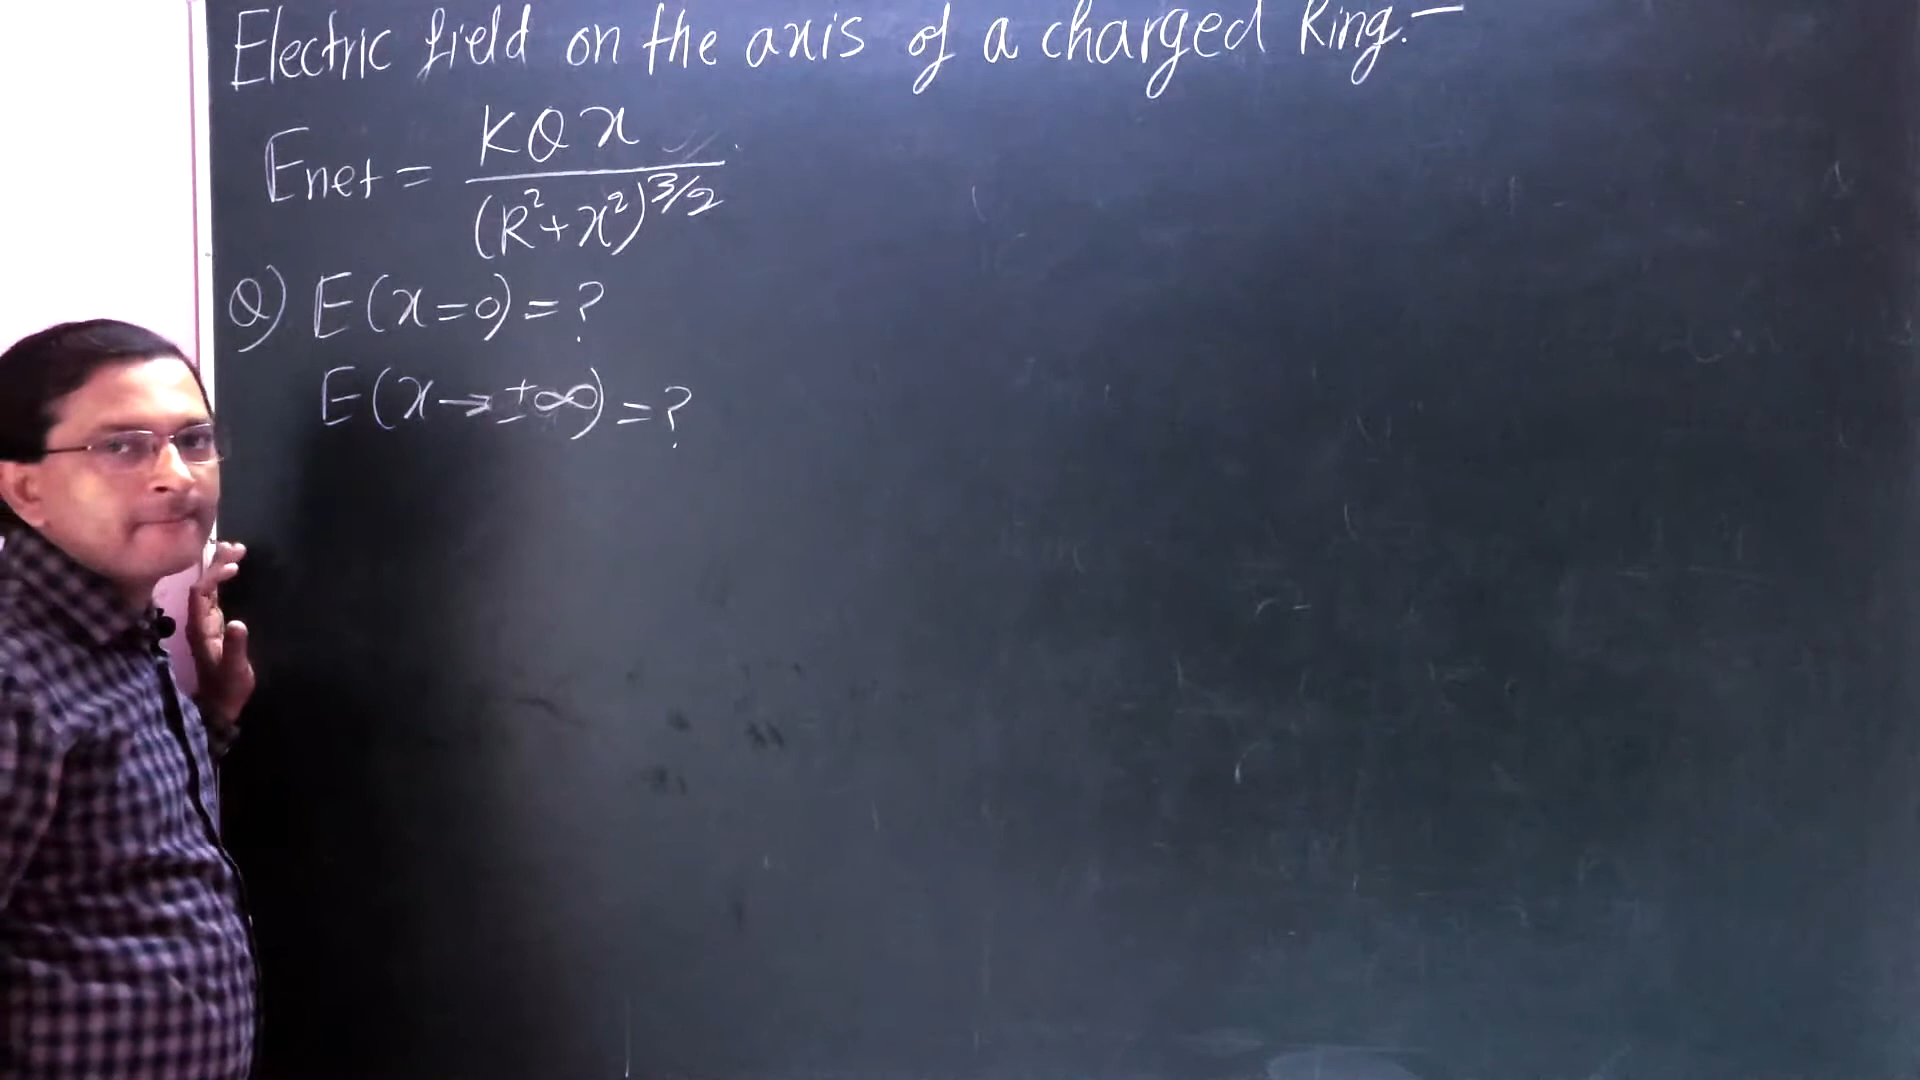 Electric field on the axis of a charged Ring:-
Enet = KQx / (R²+x²)^3/2
Q) E(x=0)=?
E(x→±∞)=?